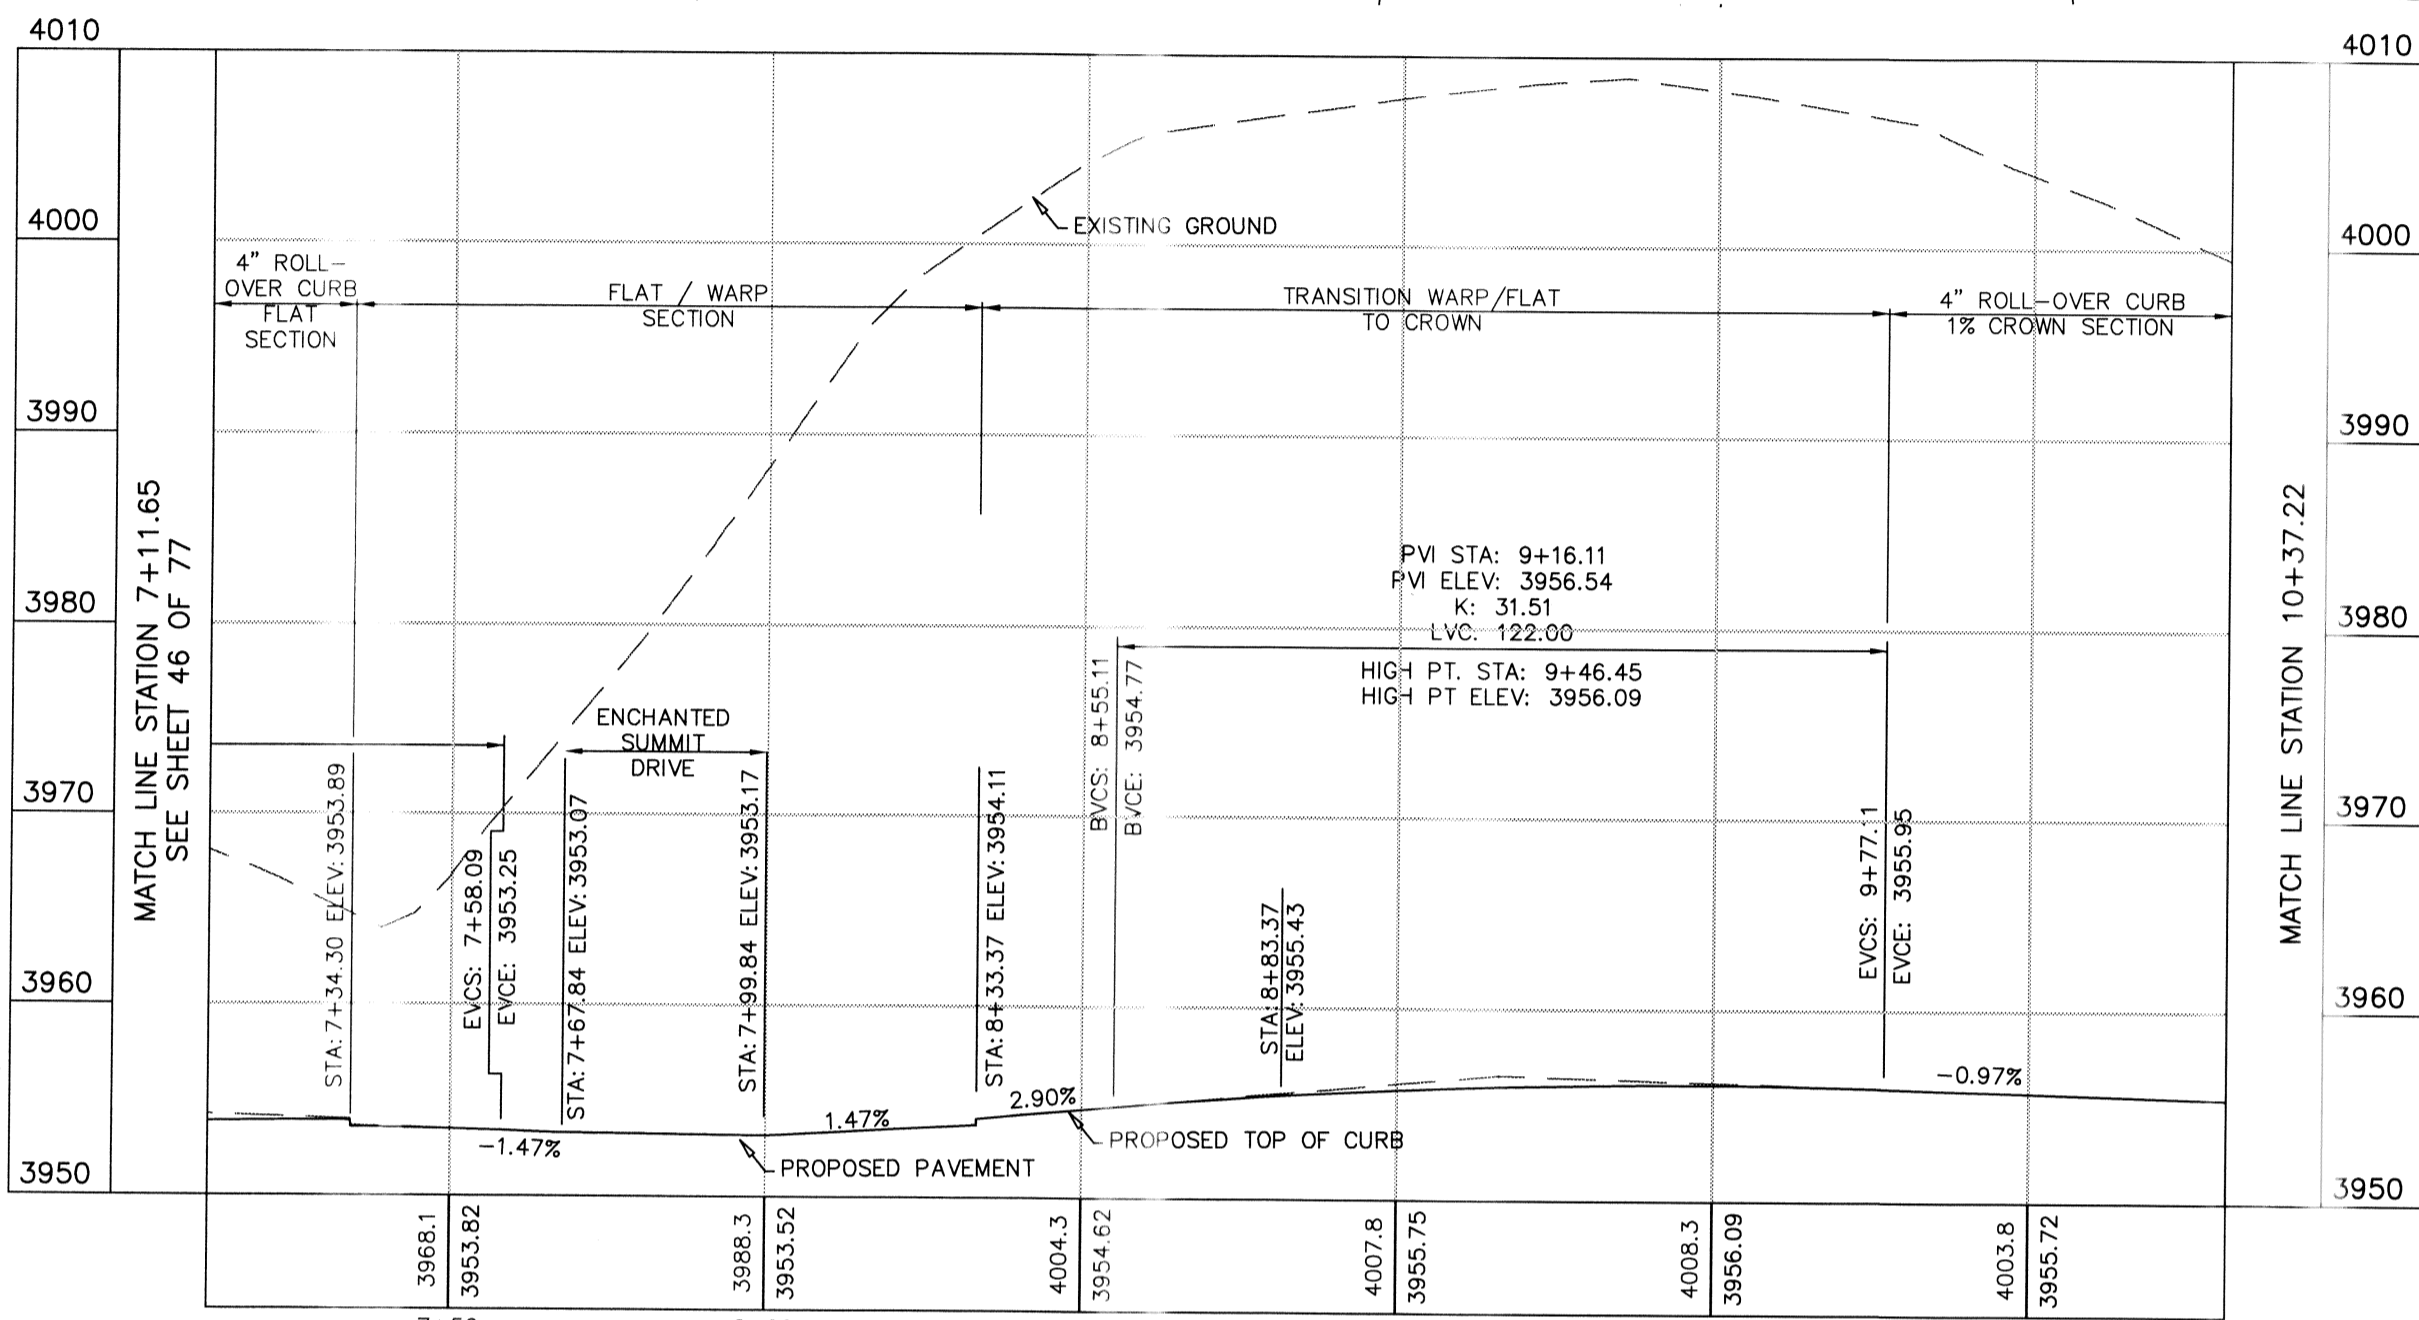 4010
4000
3990
3980
3970
3960
3950
MATCH LINE STATION 7+11.65
SEE SHEET 46 OF 77
4" ROLL-
OVER CURB
FLAT
SECTION
FLAT / WARP
SECTION
TRANSITION WARP/FLAT
TO CROWN
4" ROLL-OVER CURB
1% CROWN SECTION
EXISTING GROUND
PVI STA: 9+16.11
PVI ELEV: 3956.54
K: 31.51
LVC: 122.00
HIGH PT. STA: 9+46.45
HIGH PT ELEV: 3956.09
ENCHANTED
SUMMIT
DRIVE
STA: 7+34.30 ELEV: 3953.89
EVCS: 7+58.09
EVCE: 3953.25
STA: 7+67.84 ELEV: 3953.07
STA: 7+99.84 ELEV: 3953.17
STA: 8+33.37 ELEV: 3954.11
BVCS: 8+55.11
BVCE: 3954.77
STA: 8+83.37
ELEV: 3955.43
EVCS: 9+77.11
EVCE: 3955.95
-1.47%
1.47%
2.90%
-0.97%
PROPOSED PAVEMENT
PROPOSED TOP OF CURB
3968.1
3953.82
3988.3
3953.52
4004.3
3954.62
4007.8
3955.75
4008.3
3956.09
4003.8
3955.72
MATCH LINE STATION 10+37.22
4010
4000
3990
3980
3970
3960
3950